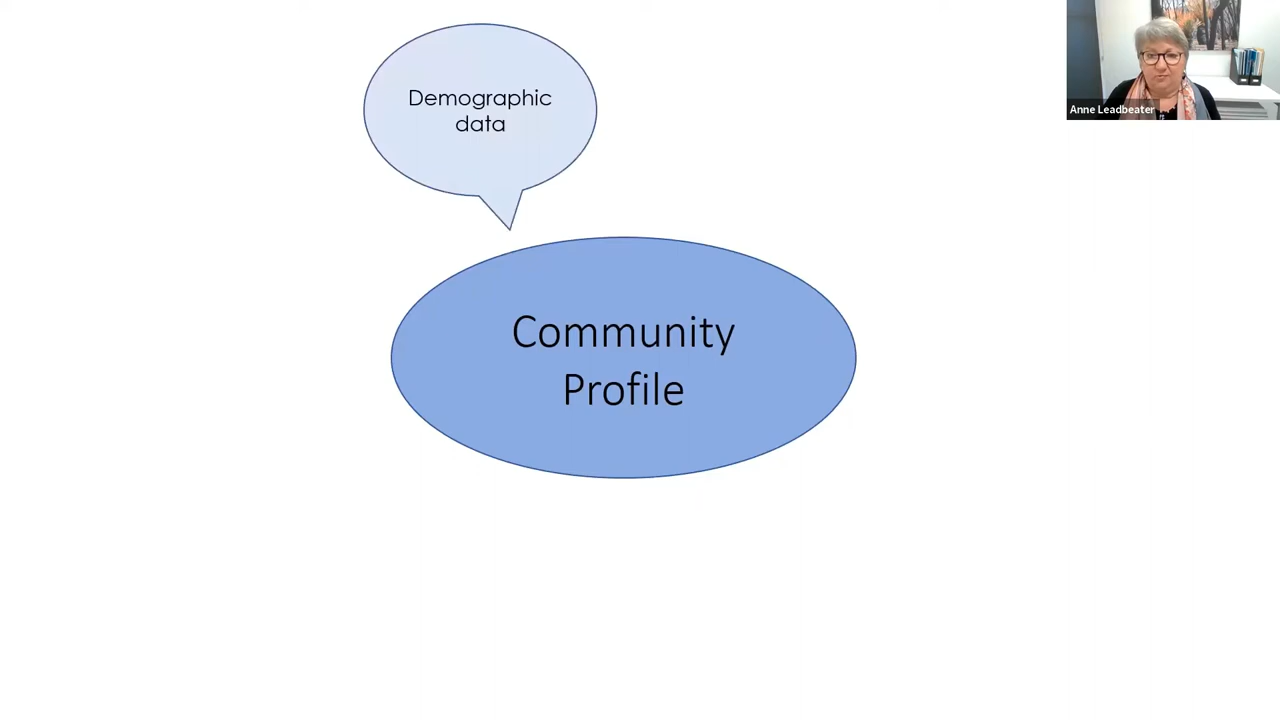 Demographic
data
Anne Leadbeater
Community
Profile